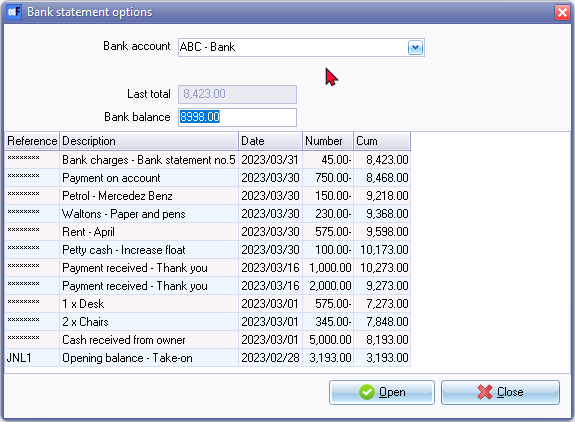 Bank statement options
Bank account ABC - Bank
Last total 8,423.00
Bank balance 8998.00
Reference Description Date Number Cum
******** Bank charges - Bank statement no.5 2023/03/31 45.00- 8,423.00
******** Payment on account 2023/03/30 750.00- 8,468.00
******** Petrol - Mercedez Benz 2023/03/30 150.00- 9,218.00
******** Waltons - Paper and pens 2023/03/30 230.00- 9,368.00
******** Rent - April 2023/03/30 575.00- 9,598.00
******** Petty cash - Increase float 2023/03/30 100.00- 10,173.00
******** Payment received - Thank you 2023/03/16 1,000.00 10,273.00
******** Payment received - Thank you 2023/03/16 2,000.00 9,273.00
******** 1 x Desk 2023/03/01 575.00- 7,273.00
******** 2 x Chairs 2023/03/01 345.00- 7,848.00
******** Cash received from owner 2023/03/01 5,000.00 8,193.00
JNL1 Opening balance - Take-on 2023/02/28 3,193.00 3,193.00
Open Close